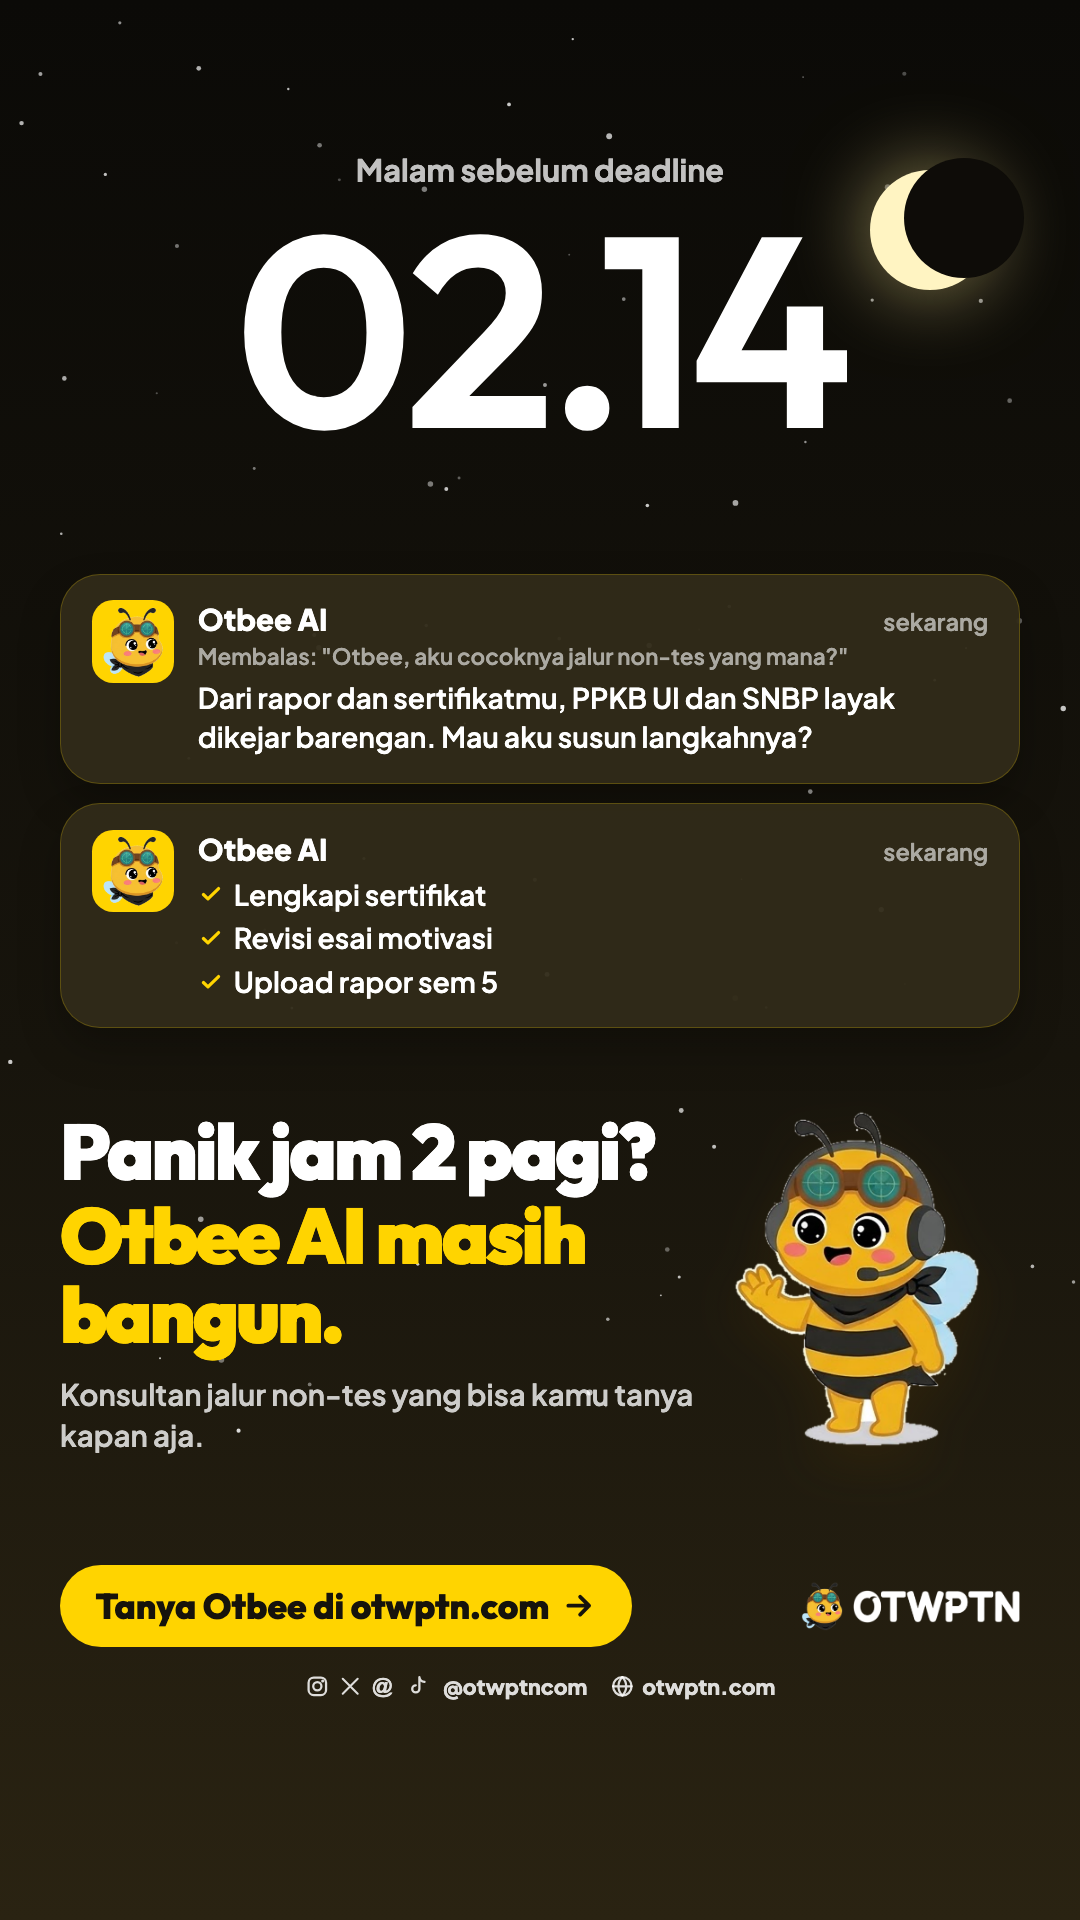 Malam sebelum deadline
02.14
Otbee AI
sekarang
Membalas: "Otbee, aku cocoknya jalur non-tes yang mana?"
Dari rapor dan sertifikatmu, PPKB UI dan SNBP layak
dikejar barengan. Mau aku susun langkahnya?
Otbee AI
sekarang
Lengkapi sertifikat
Revisi esai motivasi
Upload rapor sem 5
Panik jam 2 pagi?
Otbee AI masih
bangun.
Konsultan jalur non-tes yang bisa kamu tanya
kapan aja.
Tanya Otbee di otwptn.com →
OTWPTN
@otwptncom otwptn.com